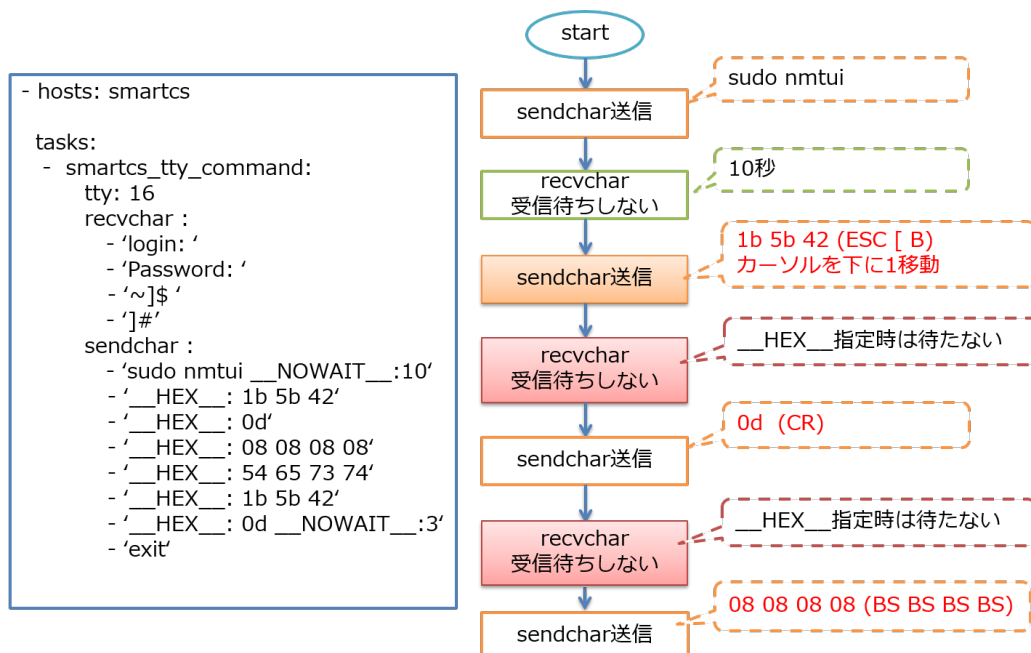 - hosts: smartcs
tasks:
- smartcs_tty_command:
tty: 16
recvchar :
- ‘login: ‘
- ‘Password: ‘
- ‘~]$ ‘
- ‘]#’
sendchar :
- ‘sudo nmtui __NOWAIT__:10‘
- ‘__HEX__: 1b 5b 42‘
- ‘__HEX__: 0d‘
- ‘__HEX__: 08 08 08 08‘
- ‘__HEX__: 54 65 73 74‘
- ‘__HEX__: 1b 5b 42‘
- ‘__HEX__: 0d __NOWAIT__:3‘
- ‘exit‘
start
sendchar送信
sudo nmtui
recvchar
受信待ちしない
10秒
sendchar送信
1b 5b 42 (ESC [ B)
カーソルを下に1移動
recvchar
受信待ちしない
__HEX__指定時は待たない
sendchar送信
0d  (CR)
recvchar
受信待ちしない
__HEX__指定時は待たない
sendchar送信
08 08 08 08 (BS BS BS BS)